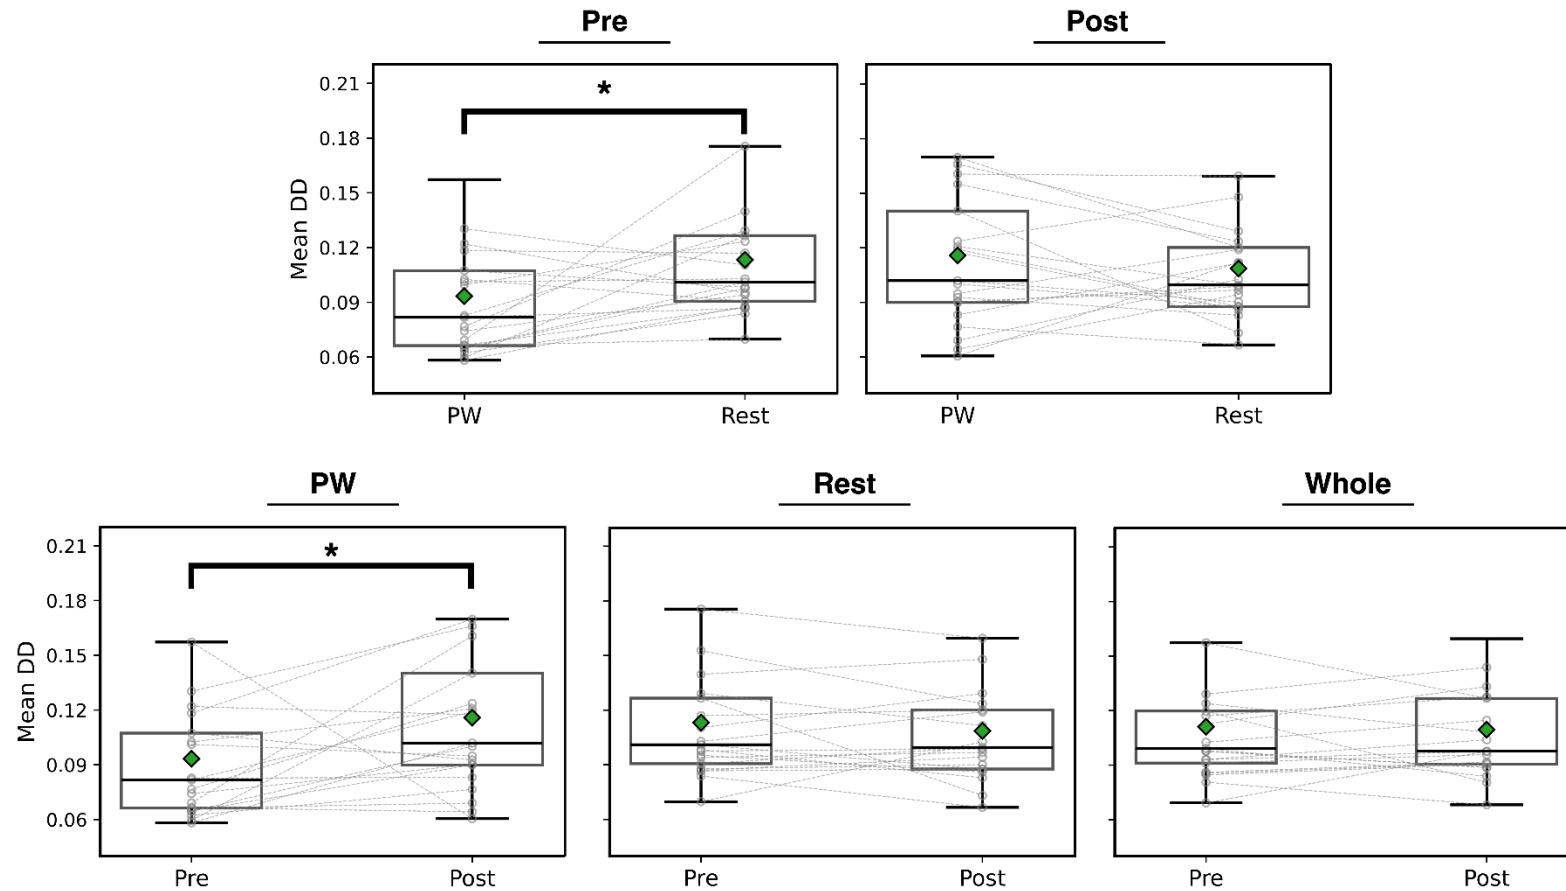 Pre
Post
0.21
0.18
0.15
0.12
0.09
0.06
Mean DD
*
PW
Rest
PW
Rest
PW
Rest
Whole
0.21
0.18
0.15
0.12
0.09
0.06
Mean DD
*
Pre
Post
Pre
Post
Pre
Post